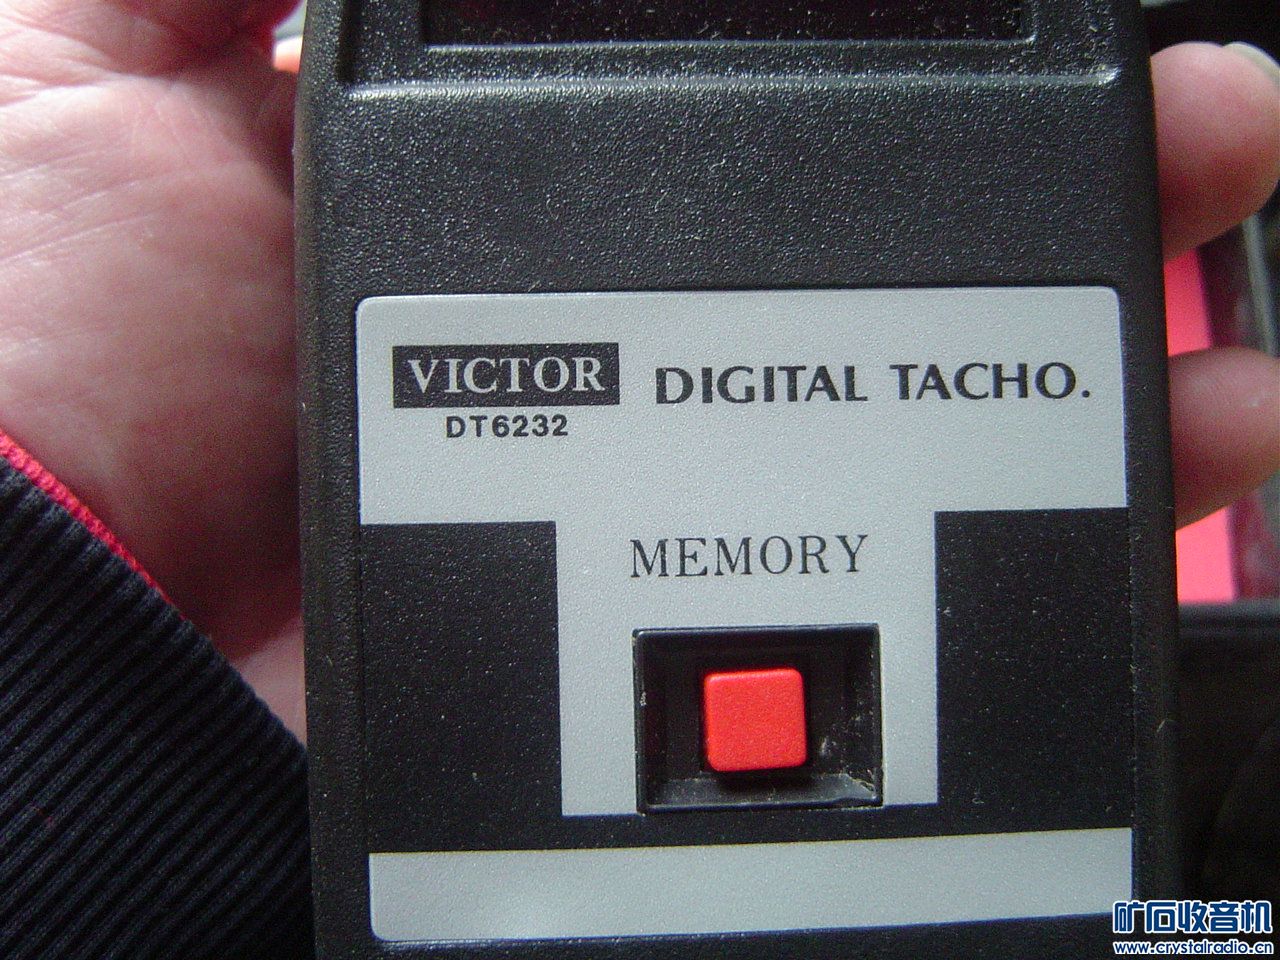 VICTOR DIGITAL TACHO.
DT6232
MEMORY
矿石收音机
www.crystalradio.cn